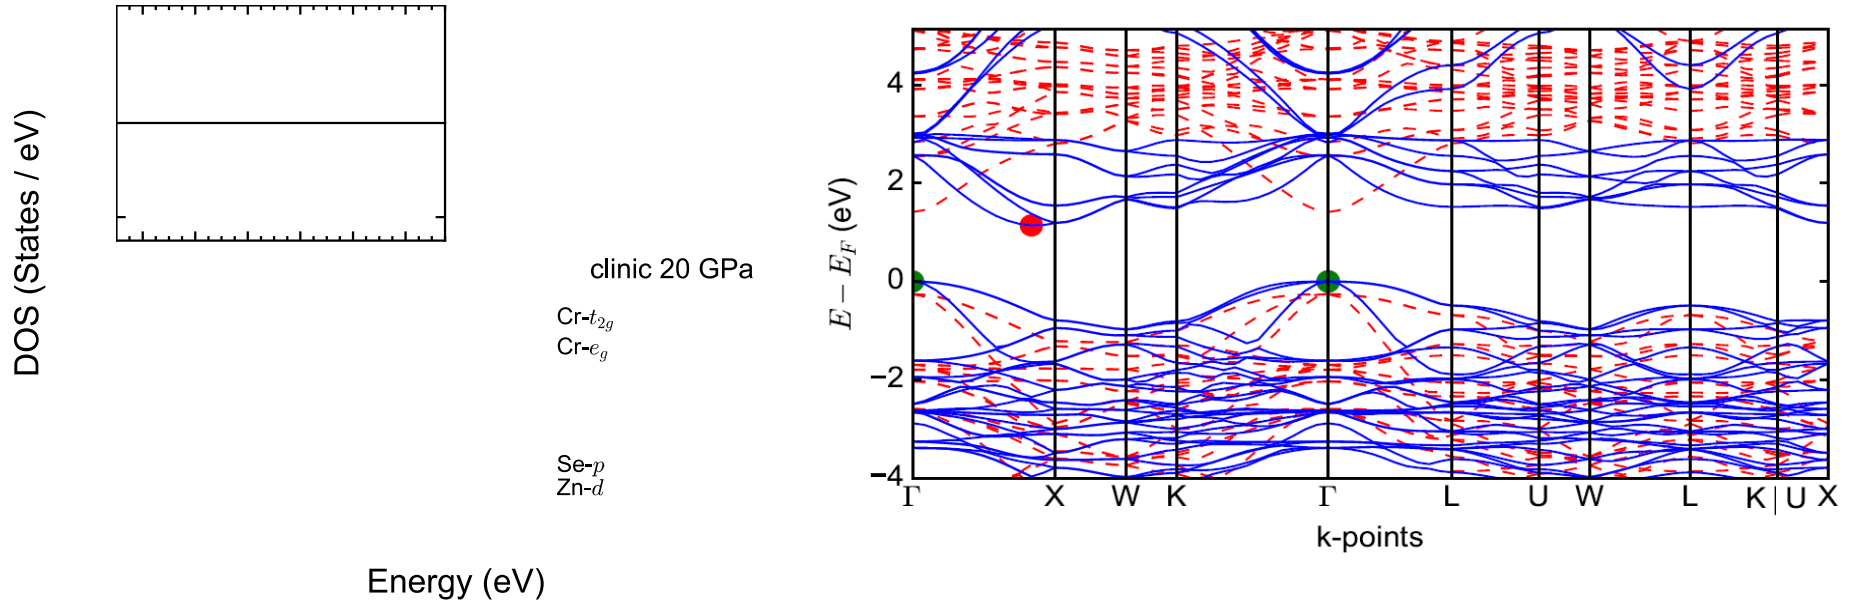 DOS (States / eV)
clinic 20 GPa
Cr-t2g
Cr-eg
Se-p
Zn-d
Energy (eV)
E − EF (eV)
4
2
0
−2
−4
Γ X W K Γ L U W L K | U X
k-points